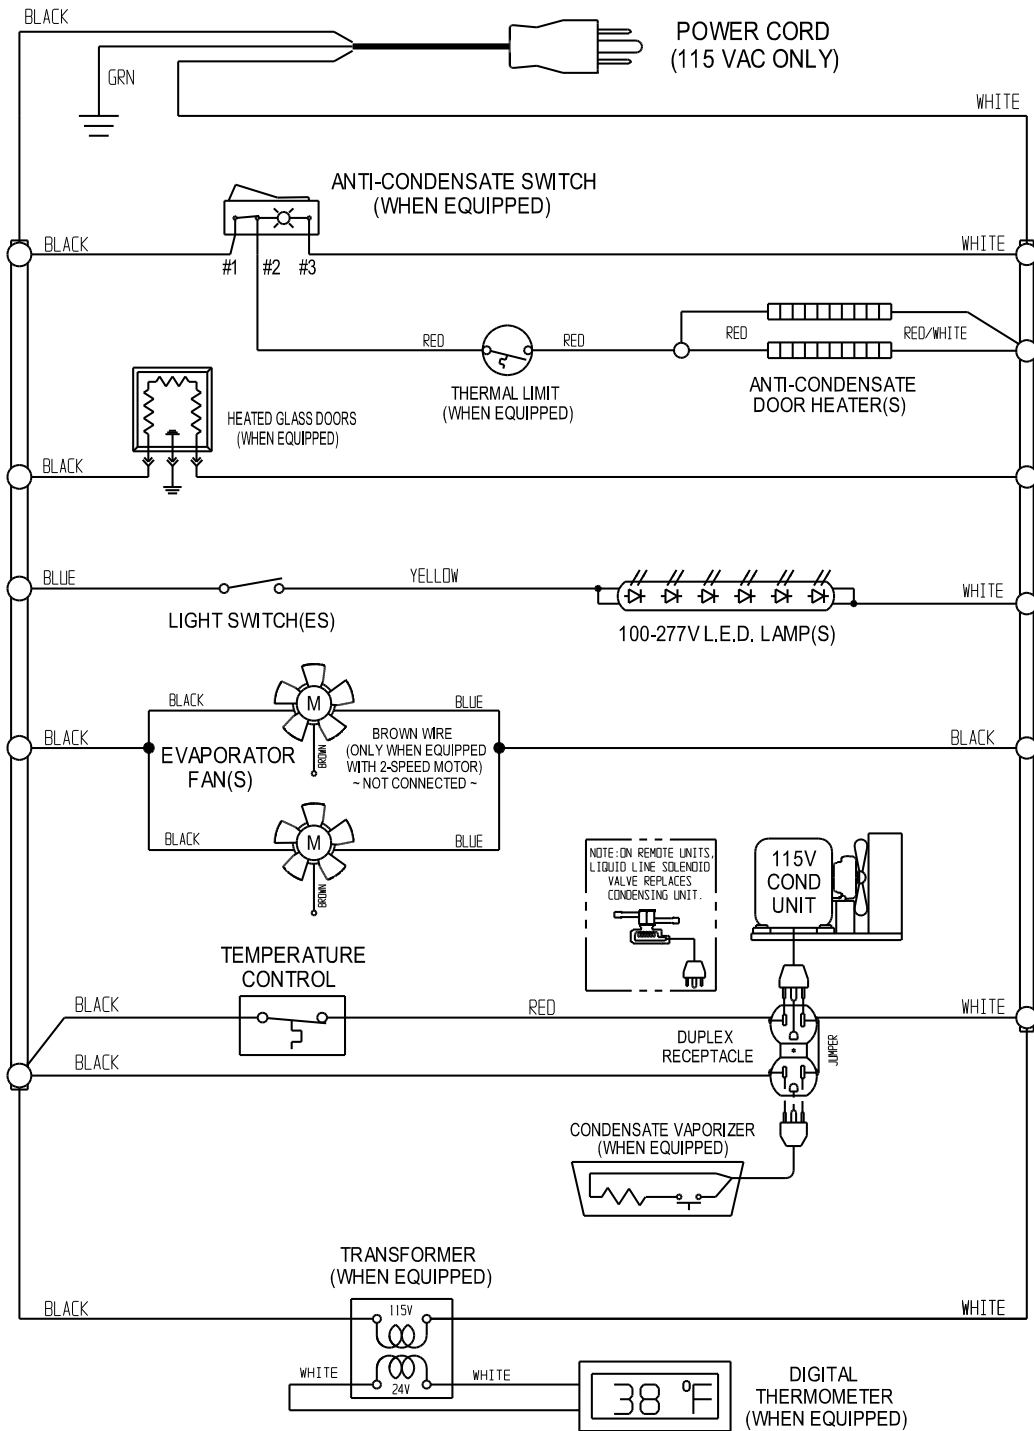 BLACK
POWER CORD
(115 VAC ONLY)
GRN
WHITE
ANTI-CONDENSATE SWITCH
(WHEN EQUIPPED)
BLACK
WHITE
#1
#2
#3
RED
RED
RED
RED/WHITE
THERMAL LIMIT
(WHEN EQUIPPED)
ANTI-CONDENSATE
DOOR HEATER(S)
HEATED GLASS DOORS
(WHEN EQUIPPED)
BLACK
BLUE
YELLOW
WHITE
LIGHT SWITCH(ES)
100-277V L.E.D. LAMP(S)
BLACK
M
BLUE
BROWN
BROWN WIRE
(ONLY WHEN EQUIPPED
WITH 2-SPEED MOTOR)
~ NOT CONNECTED ~
BLACK
EVAPORATOR
FAN(S)
BLACK
BLACK
M
BLUE
BROWN
NOTE:ON REMOTE UNITS,
LIQUID LINE SOLENOID
VALVE REPLACES
CONDENSING UNIT.
115V
COND
UNIT
TEMPERATURE
CONTROL
BLACK
RED
WHITE
DUPLEX
RECEPTACLE
JUMPER
BLACK
CONDENSATE VAPORIZER
(WHEN EQUIPPED)
TRANSFORMER
(WHEN EQUIPPED)
BLACK
115V
WHITE
WHITE
24V
WHITE
38 °F
DIGITAL
THERMOMETER
(WHEN EQUIPPED)